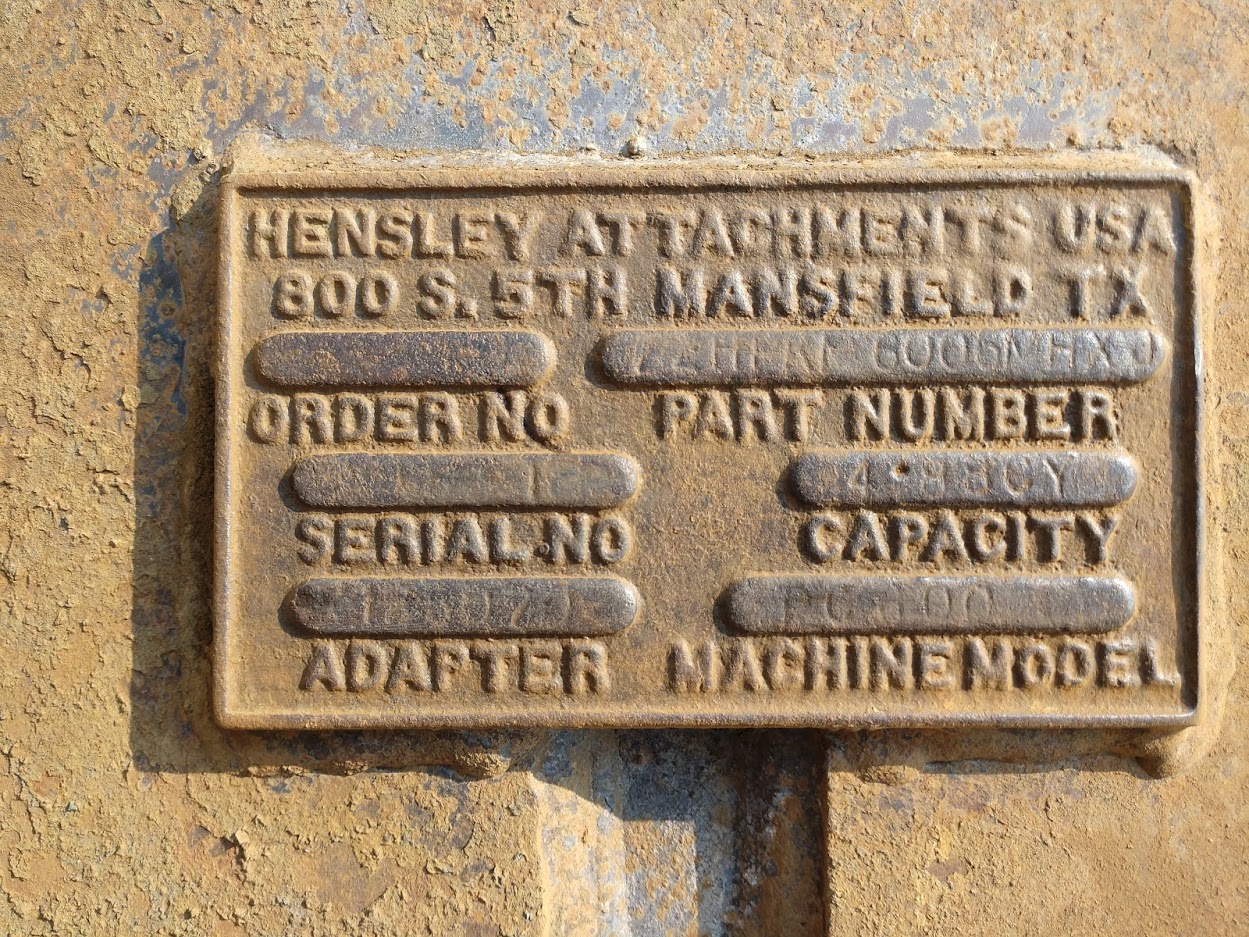 HENSLEY ATTACHMENTS USA
800 S. 5TH MANSFIELD TX
ORDER NO PART NUMBER
SERIAL.NO CAPACITY
ADAPTER MACHINE MODEL